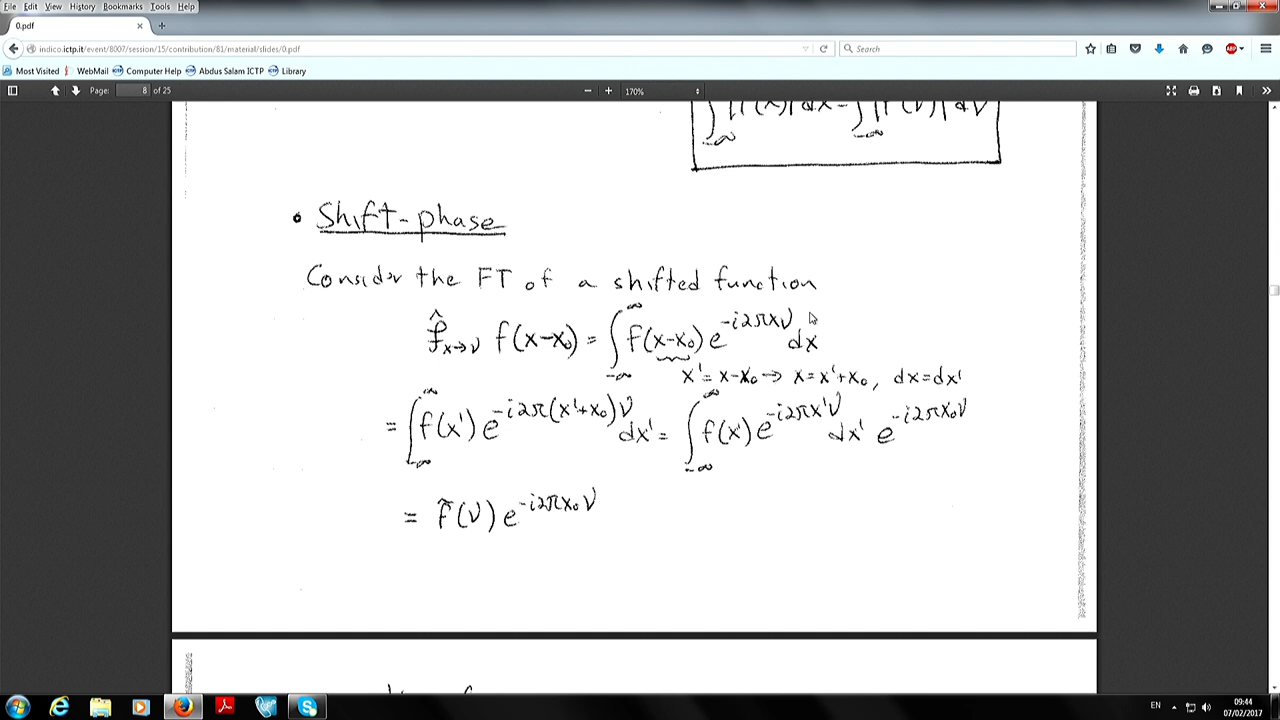 File Edit View History Bookmarks Tools Help
0.pdf
indico.ictp.it/event/8007/session/15/contribution/81/material/slides/0.pdf
Search
Most Visited WebMail Computer Help Abdus Salam ICTP Library
Page: 8 of 25
170%
• Shift-phase
Consider the FT of a shifted function
f̂ x→ν f(x-x₀) = ∫_{-∞}^{∞} f(x-x₀) e^{-i2πxν} dx
x' = x-x₀ → x = x'+x₀, dx = dx'
= ∫_{-∞}^{∞} f(x') e^{-i2π(x'+x₀)ν} dx' = ∫_{-∞}^{∞} f(x') e^{-i2πx'ν} dx' e^{-i2πx₀ν}
= f̃(ν) e^{-i2πx₀ν}
EN
09:44
07/02/2017